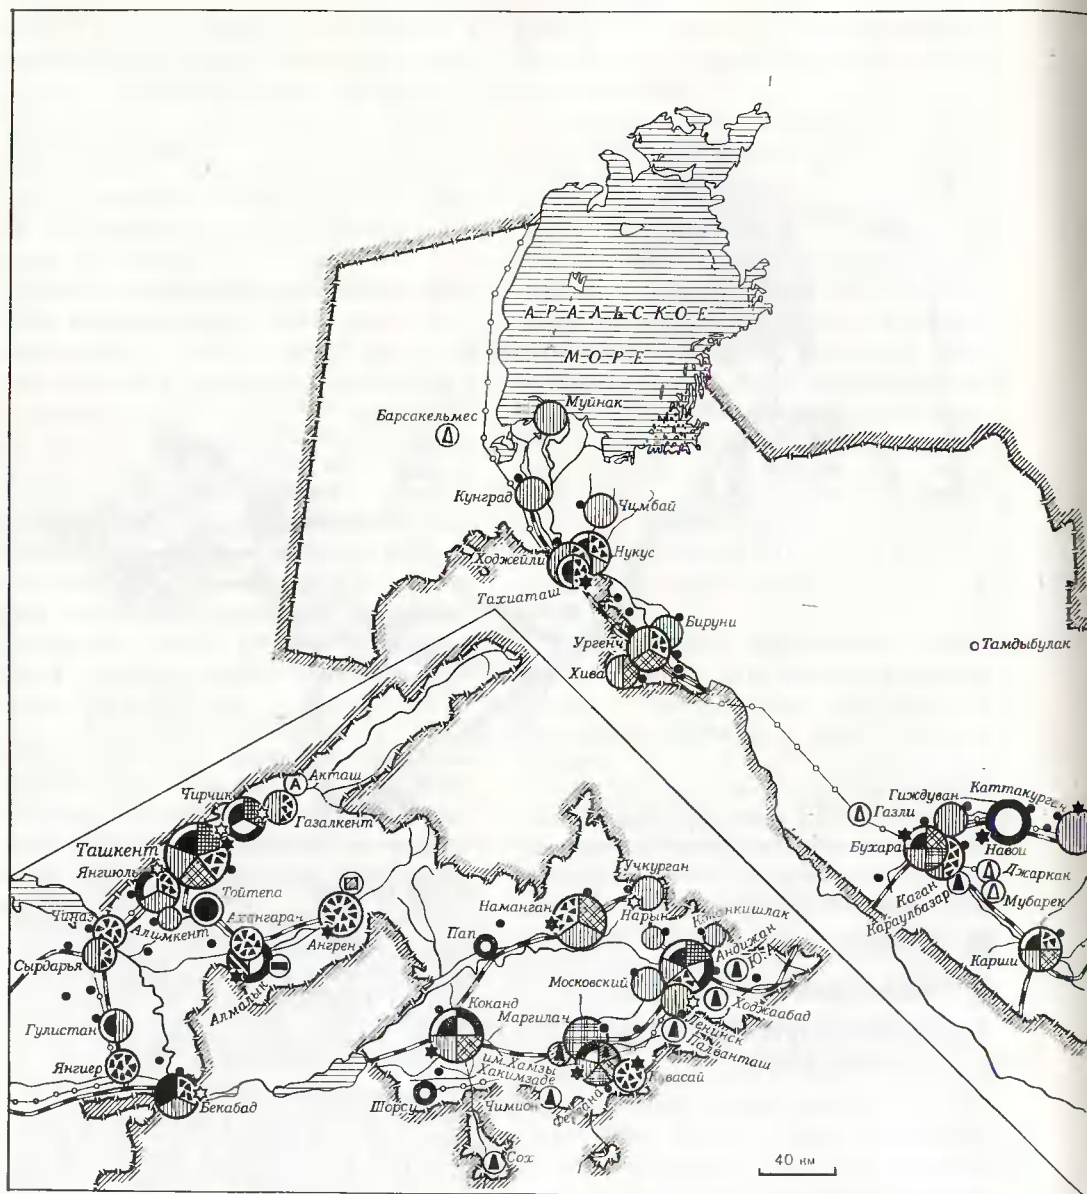 АРАЛЬСКОЕ
МОРЕ
Муйнак
Барсакельмес
Кунград
Чимбай
Ходжейли
Нукус
Тахиаташ
Бируни
Ургенч
Хива
Тамдыбулак
Акташ
А
Чирчик
Газалкент
Ташкент
Янгиюль
Тойтепа
Чиназ
Алимкент
Ахангаран
Ангрен
Сырдарья
Алмалык
Гулистан
Янгиер
Бекабад
Учкурган
Наманган
Нарын
Пап
Андижан
Московский
Ходжаабад
Коканд
Маргилан
Ленинск
Палванташ
им. Хамзы
Хакимзаде
Кувасай
Шорсу
Чимион
Фергана
Сох
40 км
Гиждуван
Каттакурган
Газли
Бухара
Навои
Джаркак
Каган
Мубарек
Караулбазар
Карши